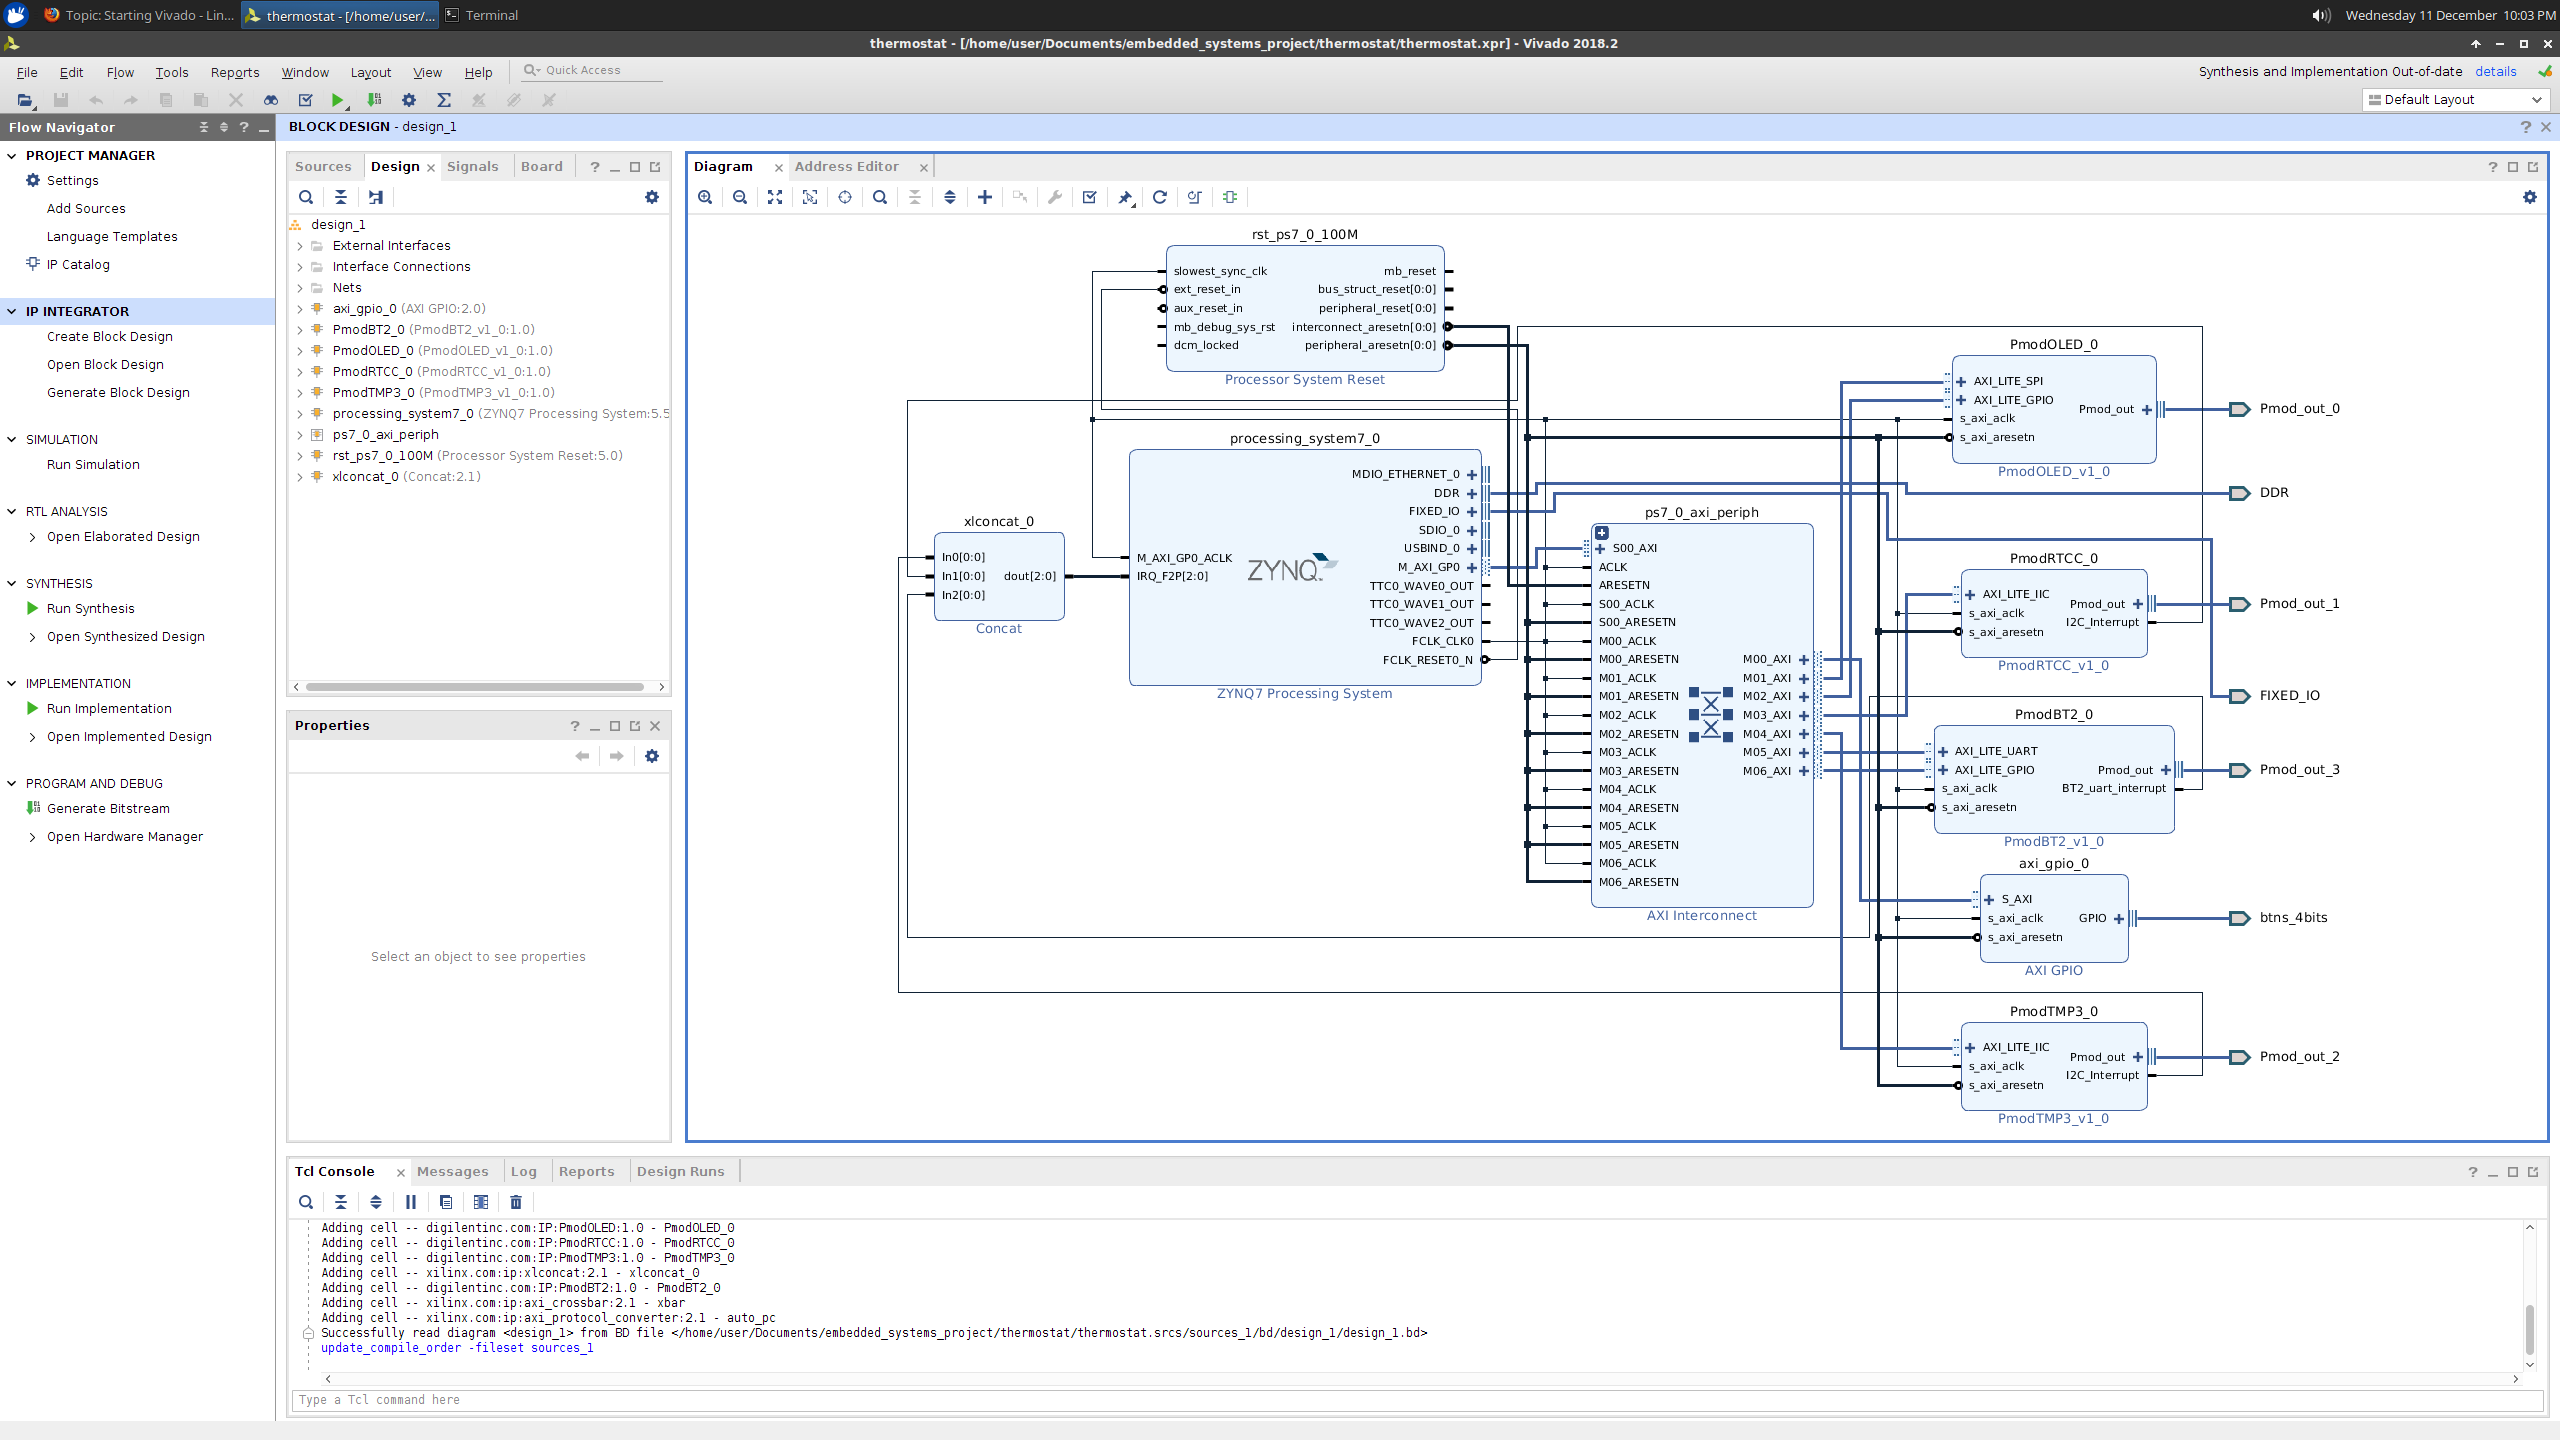 Topic: Starting Vivado - Lin...
thermostat - [/home/user/...
Terminal
Wednesday 11 December 10:03 PM
thermostat - [/home/user/Documents/embedded_systems_project/thermostat/thermostat.xpr] - Vivado 2018.2
File Edit Flow Tools Reports Window Layout View Help
Quick Access
Synthesis and Implementation Out-of-date details
Default Layout
Flow Navigator
PROJECT MANAGER
Settings
Add Sources
Language Templates
IP Catalog
IP INTEGRATOR
Create Block Design
Open Block Design
Generate Block Design
SIMULATION
Run Simulation
RTL ANALYSIS
Open Elaborated Design
SYNTHESIS
Run Synthesis
Open Synthesized Design
IMPLEMENTATION
Run Implementation
Open Implemented Design
PROGRAM AND DEBUG
Generate Bitstream
Open Hardware Manager
BLOCK DESIGN - design_1
Sources Design Signals Board
design_1
External Interfaces
Interface Connections
Nets
axi_gpio_0 (AXI GPIO:2.0)
PmodBT2_0 (PmodBT2_v1_0:1.0)
PmodOLED_0 (PmodOLED_v1_0:1.0)
PmodRTCC_0 (PmodRTCC_v1_0:1.0)
PmodTMP3_0 (PmodTMP3_v1_0:1.0)
processing_system7_0 (ZYNQ7 Processing System:5.5
ps7_0_axi_periph
rst_ps7_0_100M (Processor System Reset:5.0)
xlconcat_0 (Concat:2.1)
Properties
Select an object to see properties
Diagram
Address Editor
rst_ps7_0_100M
slowest_sync_clk
ext_reset_in
aux_reset_in
mb_debug_sys_rst
dcm_locked
mb_reset
bus_struct_reset[0:0]
peripheral_reset[0:0]
interconnect_aresetn[0:0]
peripheral_aresetn[0:0]
Processor System Reset
xlconcat_0
In0[0:0]
In1[0:0]
In2[0:0]
dout[2:0]
Concat
processing_system7_0
M_AXI_GP0_ACLK
IRQ_F2P[2:0]
ZYNQ
MDIO_ETHERNET_0
DDR
FIXED_IO
SDIO_0
USBIND_0
M_AXI_GP0
TTC0_WAVE0_OUT
TTC0_WAVE1_OUT
TTC0_WAVE2_OUT
FCLK_CLK0
FCLK_RESET0_N
ZYNQ7 Processing System
ps7_0_axi_periph
S00_AXI
ACLK
ARESETN
S00_ACLK
S00_ARESETN
M00_ACLK
M00_ARESETN
M01_ACLK
M01_ARESETN
M02_ACLK
M02_ARESETN
M03_ACLK
M03_ARESETN
M04_ACLK
M04_ARESETN
M05_ACLK
M05_ARESETN
M06_ACLK
M06_ARESETN
M00_AXI
M01_AXI
M02_AXI
M03_AXI
M04_AXI
M05_AXI
M06_AXI
AXI Interconnect
PmodOLED_0
AXI_LITE_SPI
AXI_LITE_GPIO
s_axi_aclk
s_axi_aresetn
Pmod_out
PmodOLED_v1_0
Pmod_out_0
DDR
PmodRTCC_0
AXI_LITE_IIC
s_axi_aclk
s_axi_aresetn
Pmod_out
I2C_Interrupt
PmodRTCC_v1_0
Pmod_out_1
FIXED_IO
PmodBT2_0
AXI_LITE_UART
AXI_LITE_GPIO
s_axi_aclk
s_axi_aresetn
Pmod_out
BT2_uart_interrupt
PmodBT2_v1_0
Pmod_out_3
axi_gpio_0
S_AXI
s_axi_aclk
s_axi_aresetn
GPIO
AXI GPIO
btns_4bits
PmodTMP3_0
AXI_LITE_IIC
s_axi_aclk
s_axi_aresetn
Pmod_out
I2C_Interrupt
PmodTMP3_v1_0
Pmod_out_2
Tcl Console Messages Log Reports Design Runs
Adding cell -- digilentinc.com:IP:PmodOLED:1.0 - PmodOLED_0
Adding cell -- digilentinc.com:IP:PmodRTCC:1.0 - PmodRTCC_0
Adding cell -- digilentinc.com:IP:PmodTMP3:1.0 - PmodTMP3_0
Adding cell -- xilinx.com:ip:xlconcat:2.1 - xlconcat_0
Adding cell -- digilentinc.com:IP:PmodBT2:1.0 - PmodBT2_0
Adding cell -- xilinx.com:ip:axi_crossbar:2.1 - xbar
Adding cell -- xilinx.com:ip:axi_protocol_converter:2.1 - auto_pc
Successfully read diagram <design_1> from BD file </home/user/Documents/embedded_systems_project/thermostat/thermostat.srcs/sources_1/bd/design_1/design_1.bd>
update_compile_order -fileset sources_1
Type a Tcl command here